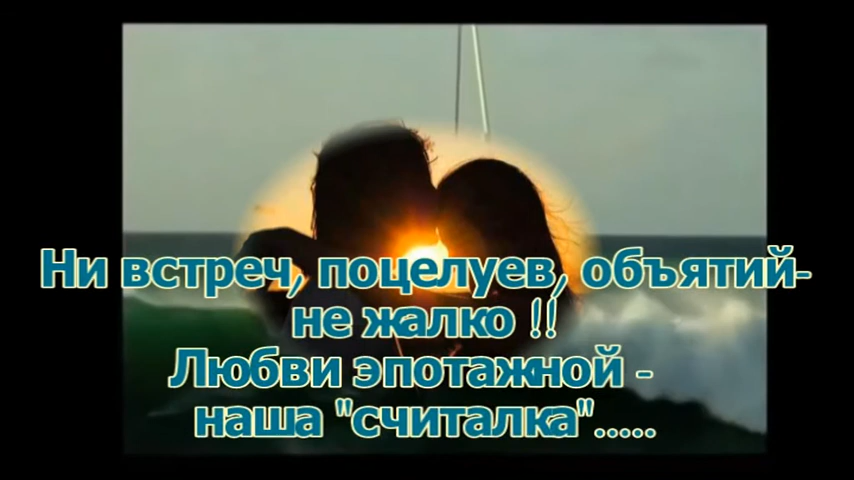 Ни встреч, поцелуев, объятий-
не жалко !!
Любви эпотажной -
наша "считалка".....